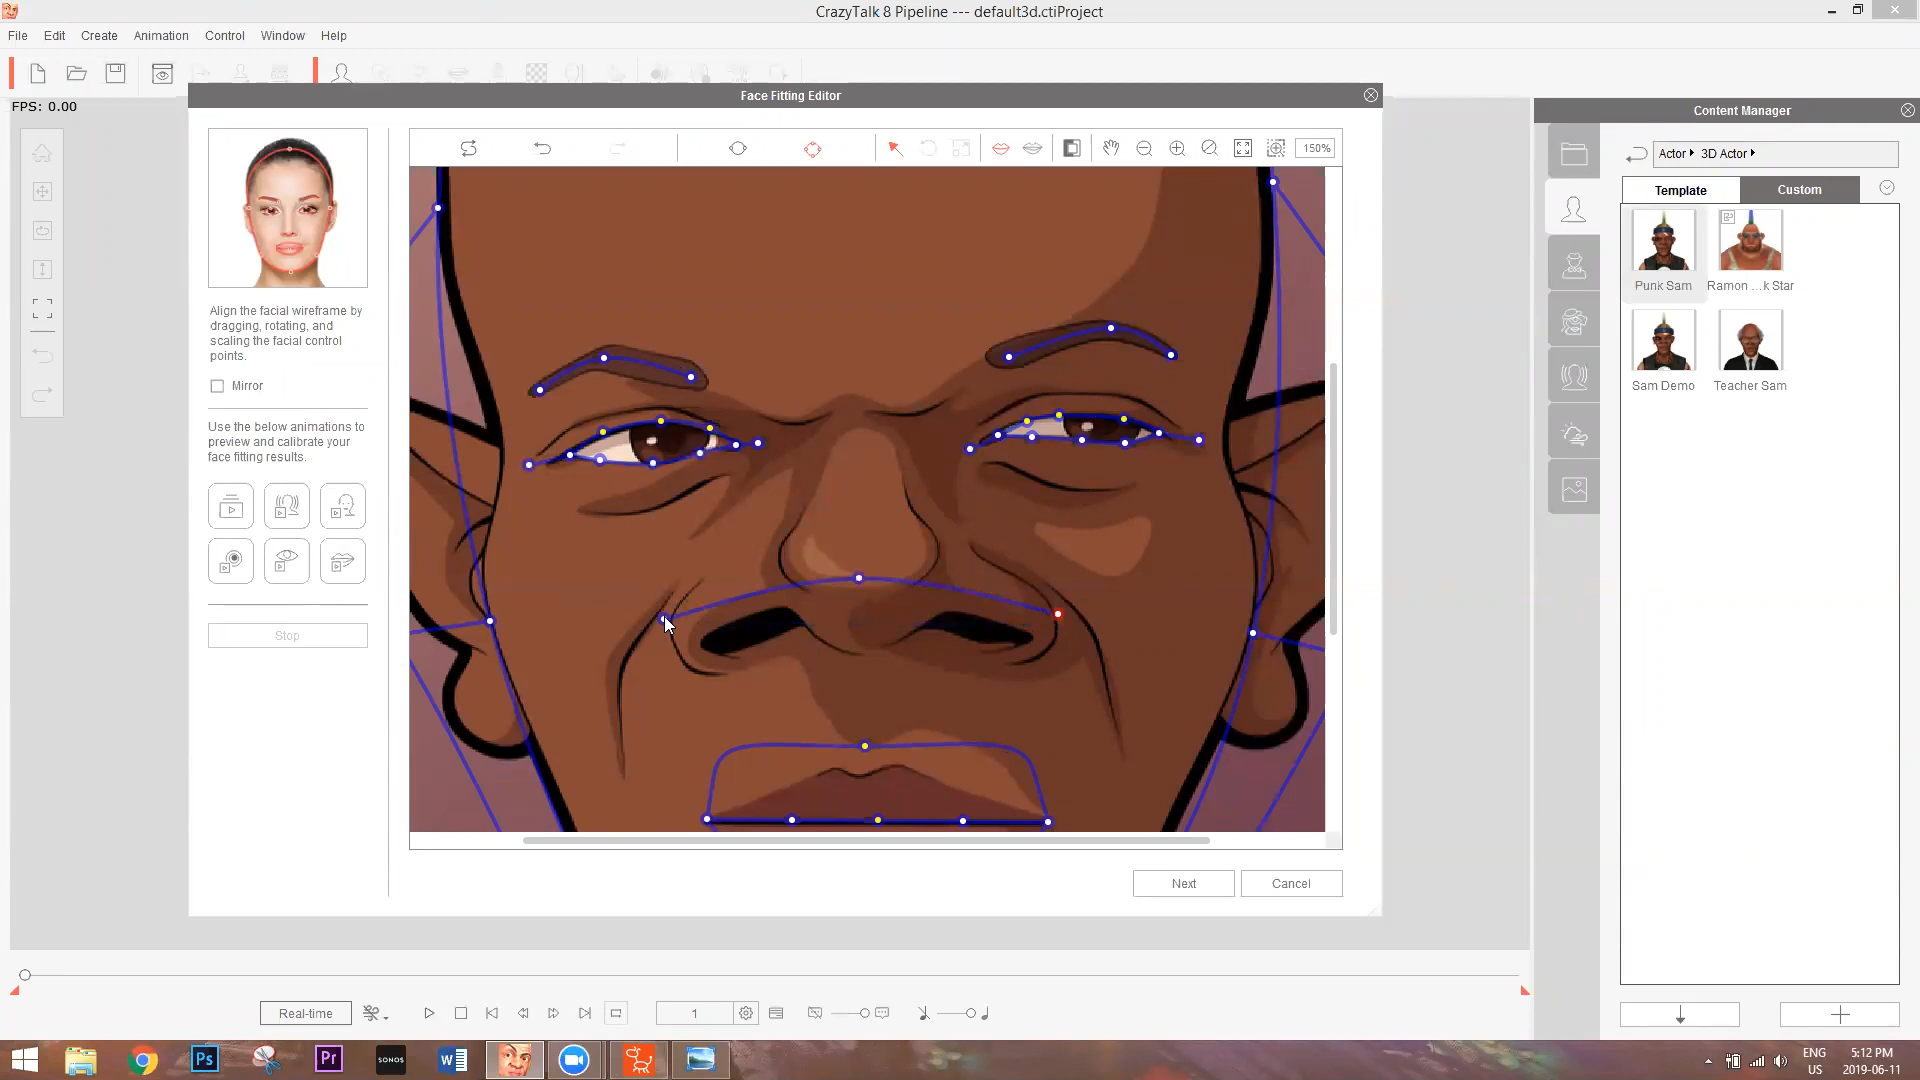 CrazyTalk 8 Pipeline --- default3d.ctiProject
File Edit Create Animation Control Window Help
FPS: 0.00
Face Fitting Editor
Content Manager
150%
Actor 3D Actor
Template Custom
Punk Sam Ramon ...k Star
Align the facial wireframe by
dragging, rotating, and
scaling the facial control
points.
Mirror
Sam Demo Teacher Sam
Use the below animations to
preview and calibrate your
face fitting results.
Stop
Next Cancel
Real-time 1
Ps Pr SONOS W
ENG 5:12 PM
US 2019-06-11